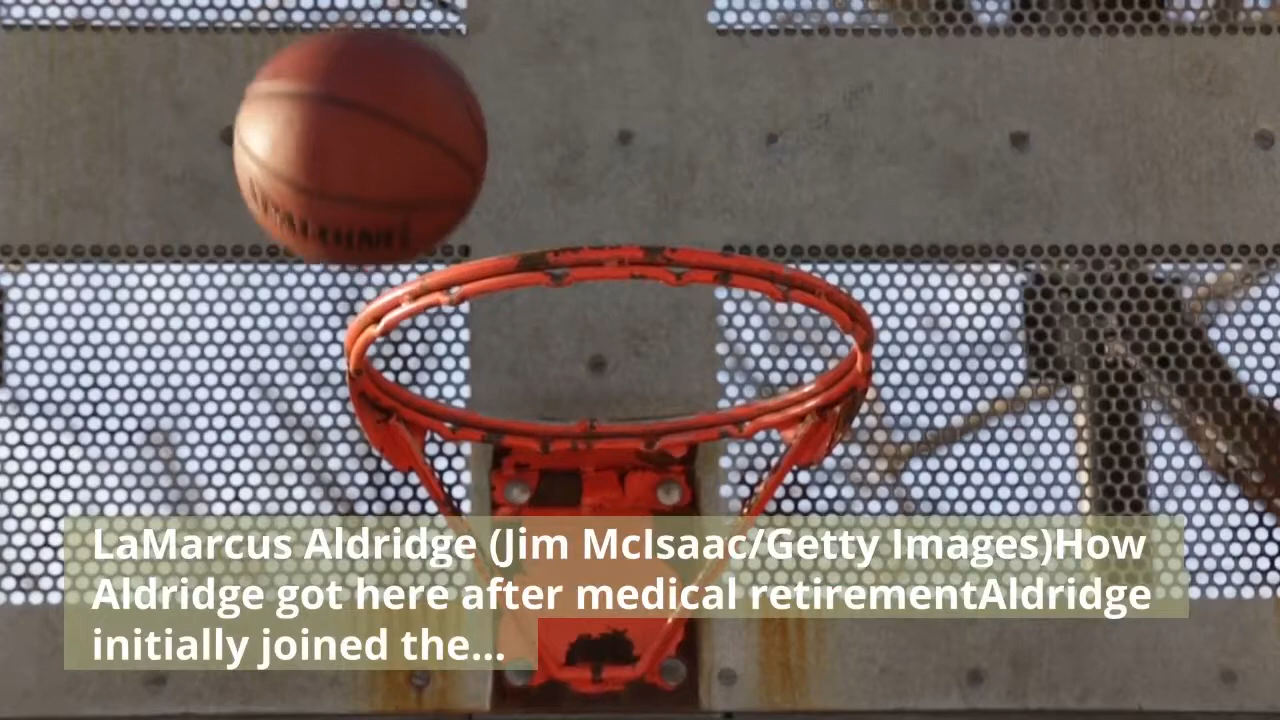 LaMarcus Aldridge (Jim McIsaac/Getty Images)How
Aldridge got here after medical retirementAldridge
initially joined the...